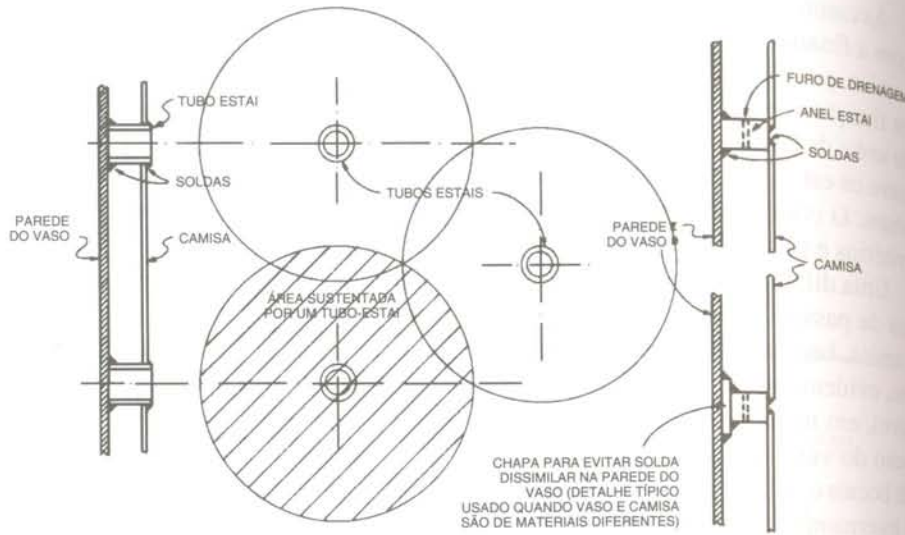 TUBO ESTAI
SOLDAS
PAREDE
DO VASO
CAMISA
TUBOS ESTAIS
ÁREA SUSTENTADA
POR UM TUBO-ESTAI
FURO DE DRENAGEM
ANEL ESTAI
SOLDAS
PAREDE
DO VASO
CAMISA
CHAPA PARA EVITAR SOLDA
DISSIMILAR NA PAREDE DO
VASO (DETALHE TÍPICO
USADO QUANDO VASO E CAMISA
SÃO DE MATERIAIS DIFERENTES)